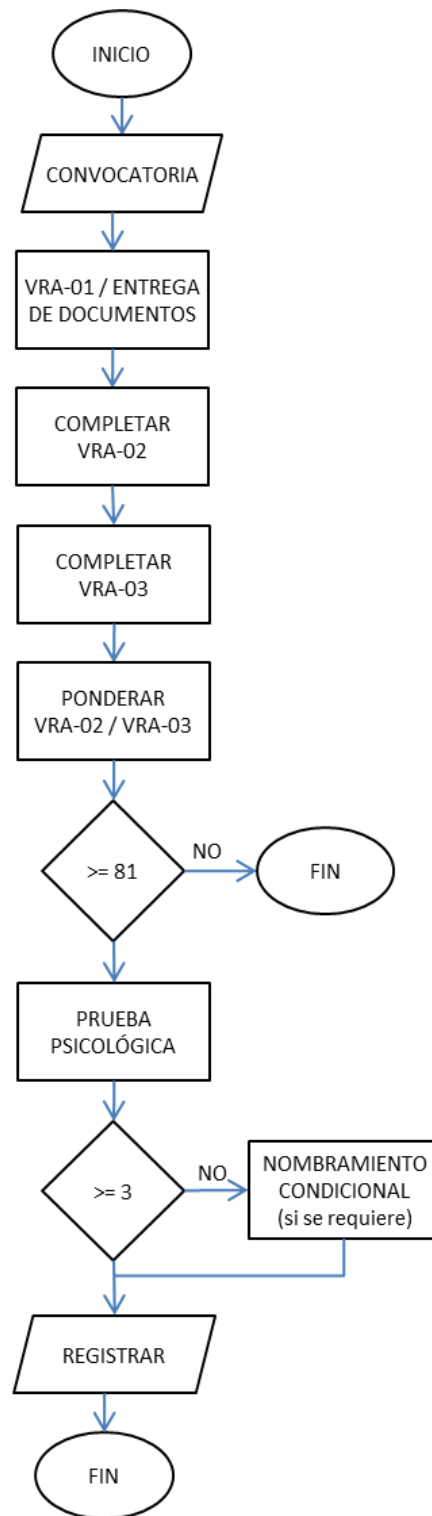 INICIO
CONVOCATORIA
VRA-01 / ENTREGA
DE DOCUMENTOS
COMPLETAR
VRA-02
COMPLETAR
VRA-03
PONDERAR
VRA-02 / VRA-03
>= 81
NO
FIN
PRUEBA
PSICOLÓGICA
>= 3
NO
NOMBRAMIENTO
CONDICIONAL
(si se requiere)
REGISTRAR
FIN